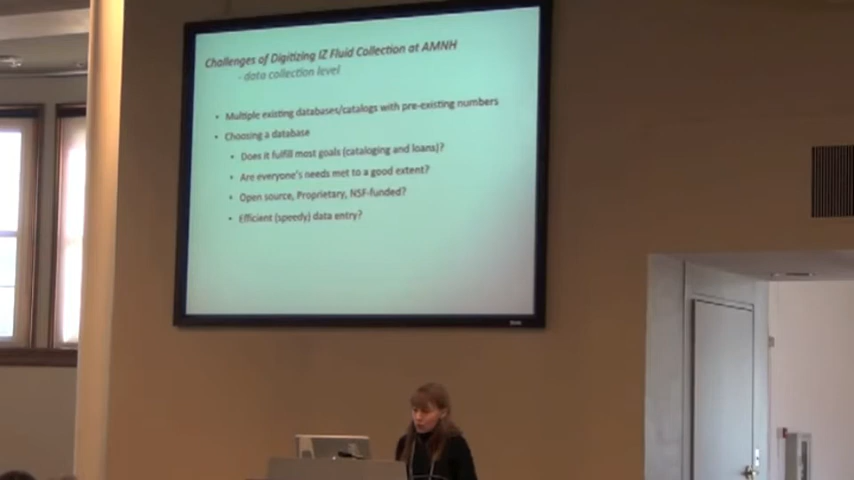 Challenges of Digitizing IZ Fluid Collection at AMNH
- data collection level
• Multiple existing databases/catalogs with pre-existing numbers
• Choosing a database
• Does it fulfill most goals (cataloging and loans)?
• Are everyone's needs met to a good extent?
• Open source, Proprietary, NSF-funded?
• Efficient (speedy) data entry?